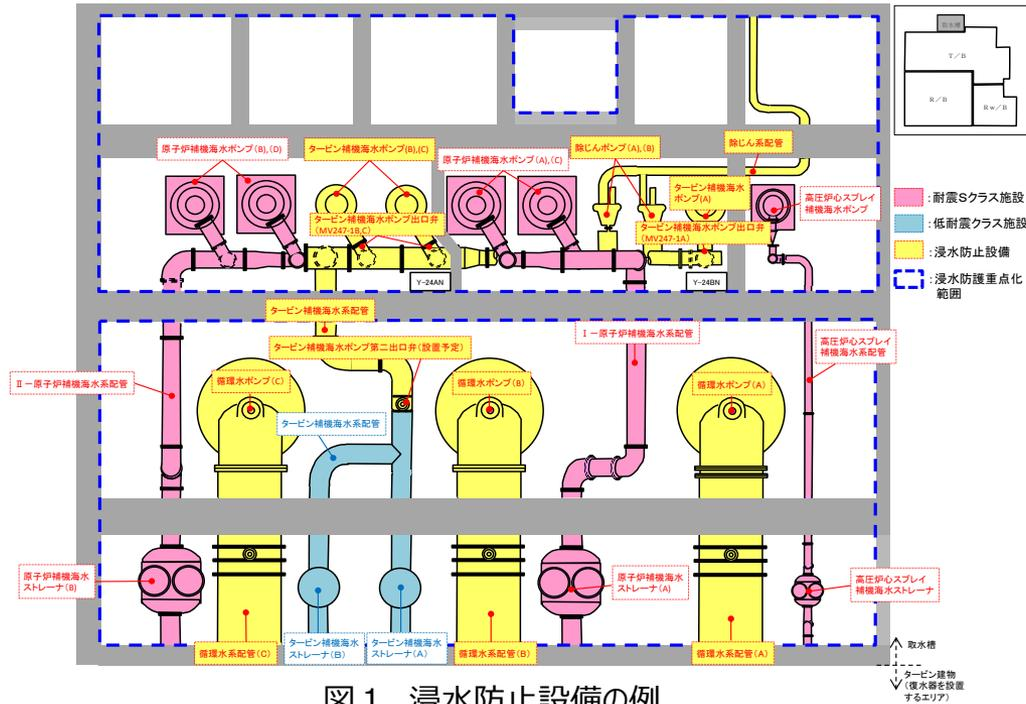 取水槽
T/B
R/B
Rw/B
原子炉補機海水ポンプ(B),(D)
タービン補機海水ポンプ(B),(C)
原子炉補機海水ポンプ(A),(C)
除じんポンプ(A),(B)
除じん系配管
タービン補機海水
ポンプ(A)
高圧炉心スプレイ
補機海水ポンプ
タービン補機海水ポンプ出口弁
(MV247-1B,C)
タービン補機海水ポンプ出口弁
(MV247-1A)
Y-24AN
Y-24BN
:耐震Sクラス施設
:低耐震クラス施設
:浸水防止設備
:浸水防護重点化
範囲
タービン補機海水系配管
タービン補機海水ポンプ第二出口弁(設置予定)
Ⅰ－原子炉補機海水系配管
高圧炉心スプレイ
補機海水系配管
Ⅱ－原子炉補機海水系配管
循環水ポンプ(C)
循環水ポンプ(B)
循環水ポンプ(A)
タービン補機海水系配管
原子炉補機海水
ストレーナ(B)
原子炉補機海水
ストレーナ(A)
高圧炉心スプレイ
補機海水ストレーナ
循環水系配管(C)
タービン補機海水
ストレーナ(B)
タービン補機海水
ストレーナ(A)
循環水系配管(B)
循環水系配管(A)
取水槽
タービン建物
(復水器を設置
するエリア)
図1 浸水防止設備の例